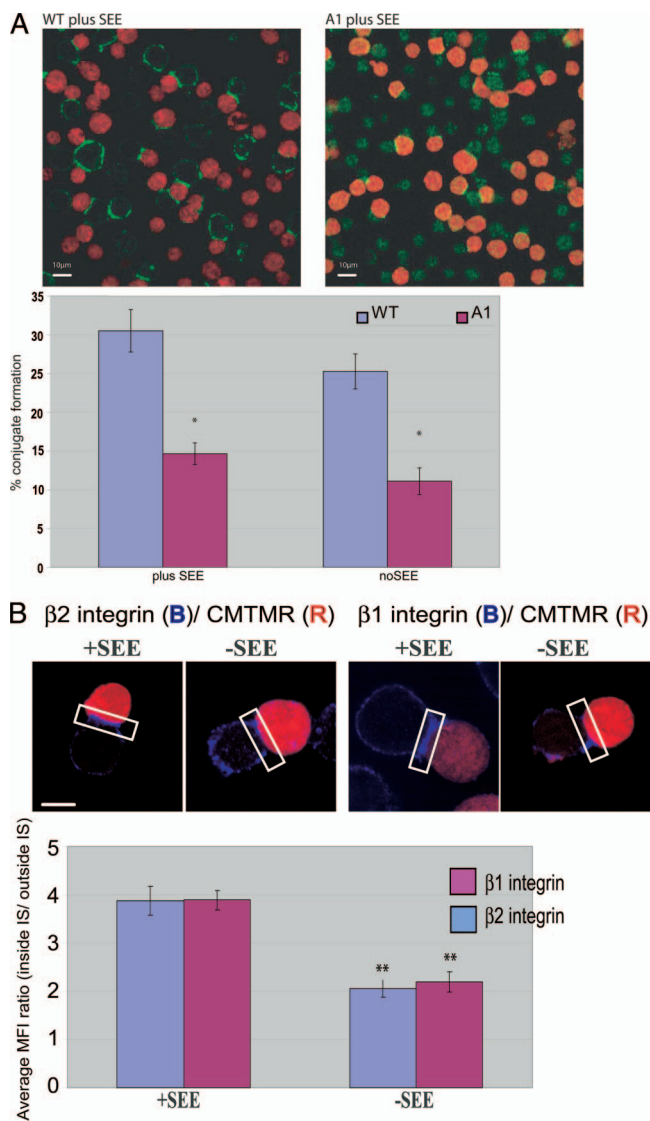 A
WT plus SEE
A1 plus SEE
10μm
10μm
35
30
25
20
15
10
5
0
% conjugate formation
WT
A1
*
*
plus SEE
noSEE
B
β2 integrin (B)/ CMTMR (R)
β1 integrin (B)/ CMTMR (R)
+SEE
-SEE
+SEE
-SEE
5
4
3
2
1
0
Average MFI ratio (inside IS/ outside IS)
β1 integrin
β2 integrin
**
**
+SEE
-SEE